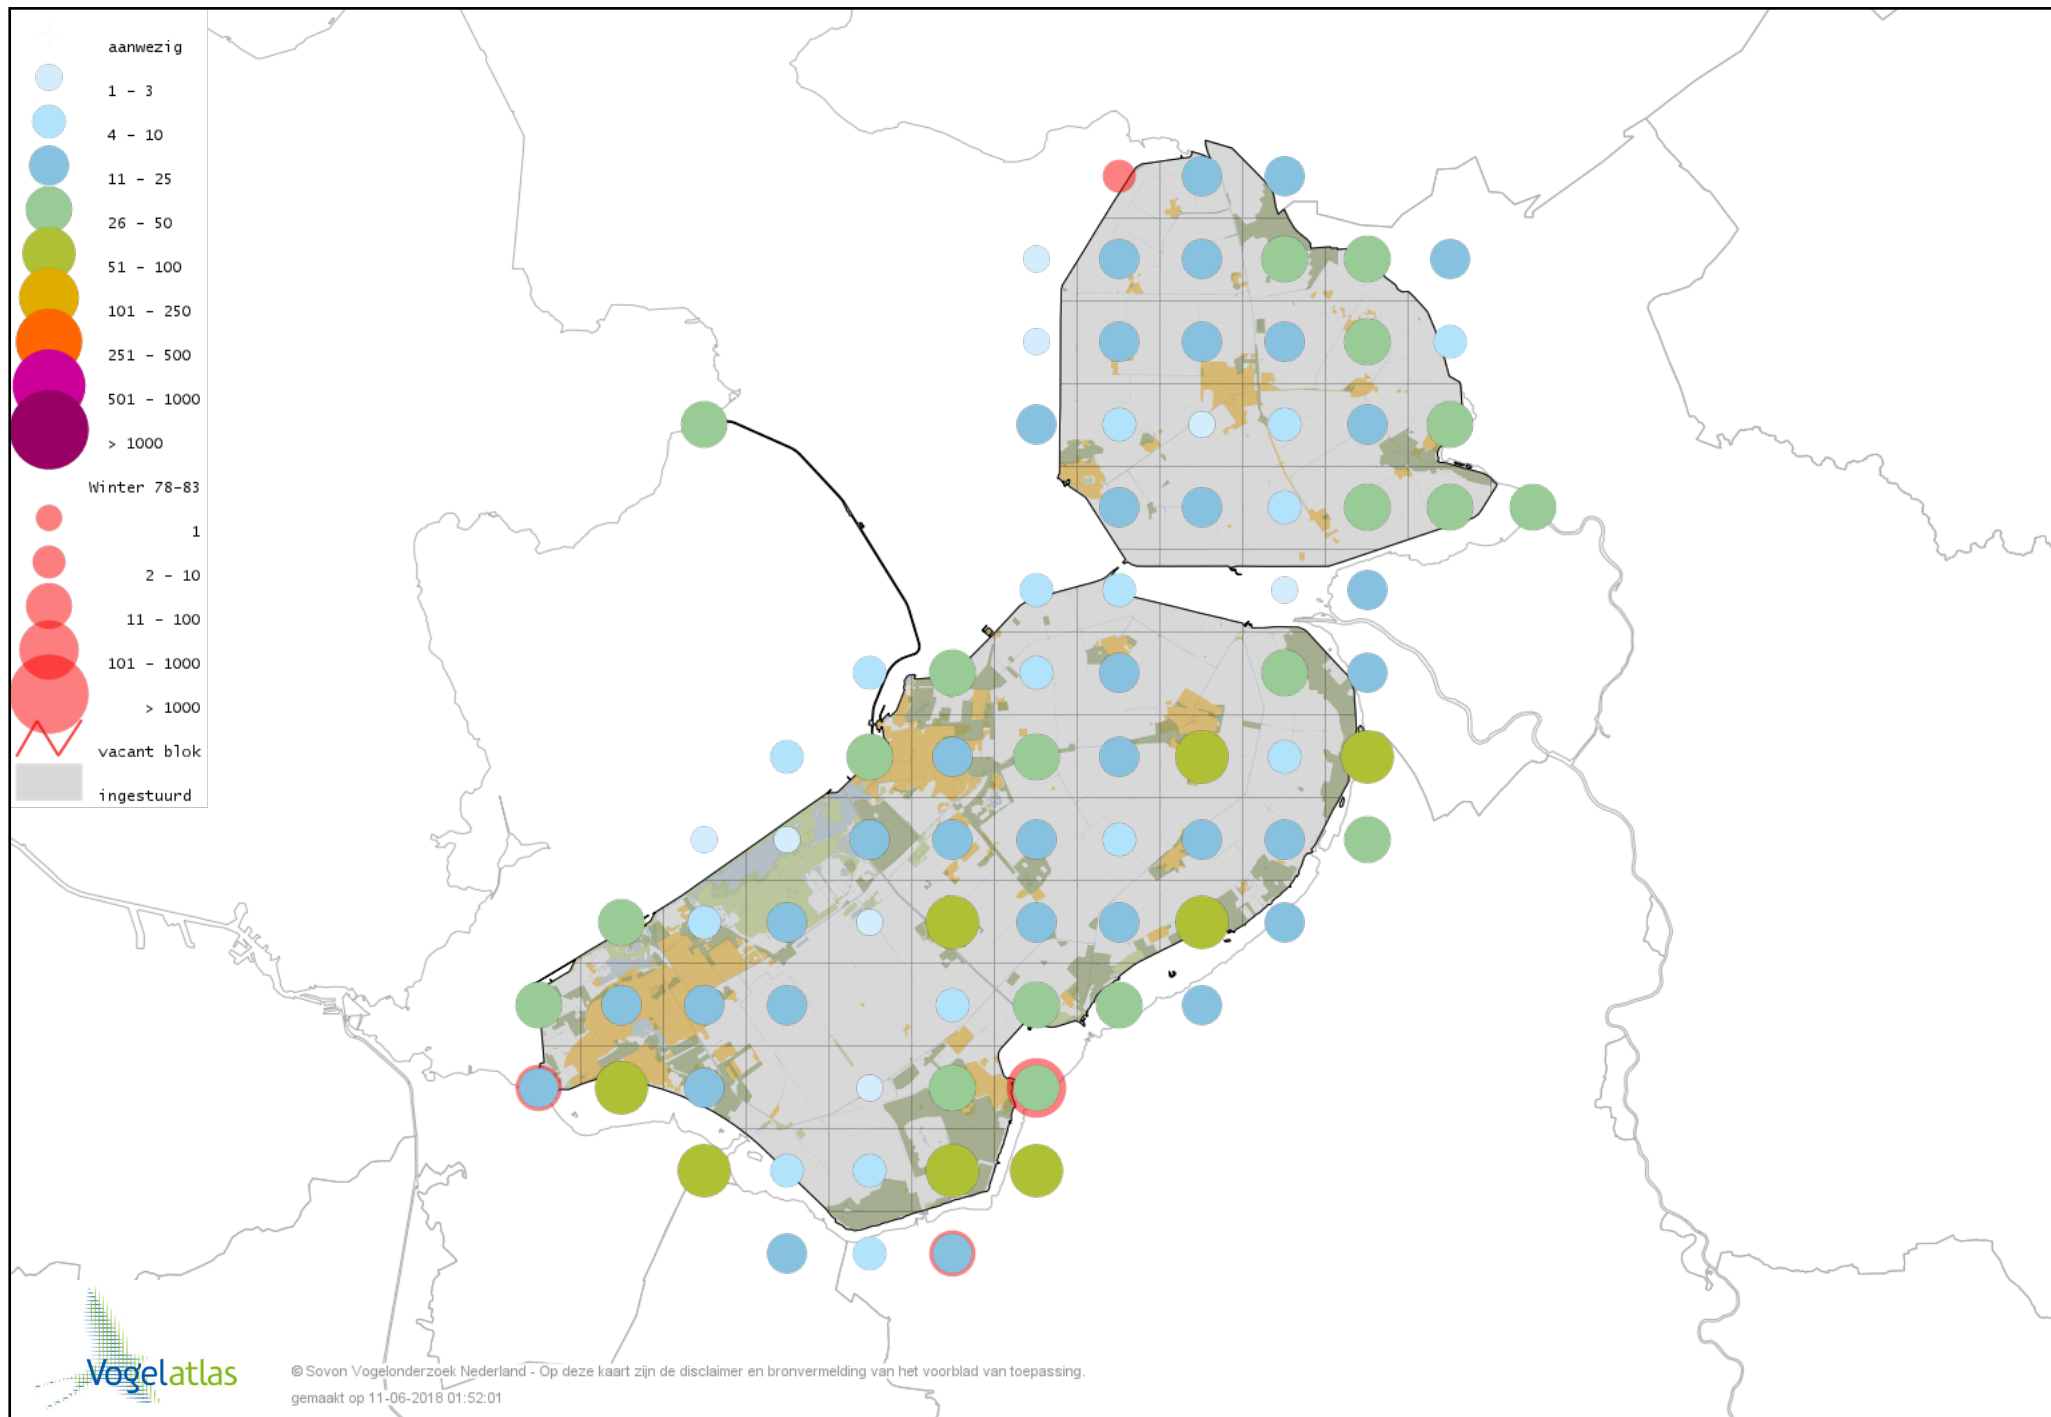 aanwezig
1 - 3
4 - 10
11 - 25
26 - 50
51 - 100
101 - 250
251 - 500
501 - 1000
> 1000
Winter 78-83
1
2 - 10
11 - 100
101 - 1000
> 1000
vacant blok
ingestuurd
Vogelatlas
© Sovon Vogelonderzoek Nederland - Op deze kaart zijn de disclaimer en bronvermelding van het voorblad van toepassing.
gemaakt op 11-06-2018 01:52:01